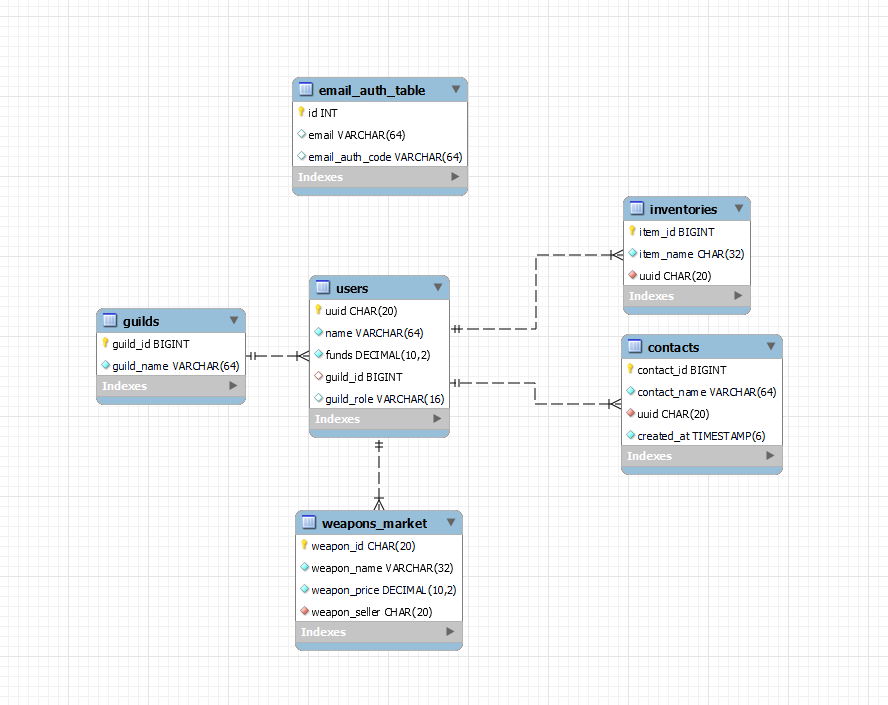 email_auth_table
id INT
email VARCHAR(64)
email_auth_code VARCHAR(64)
Indexes
inventories
item_id BIGINT
item_name CHAR(32)
uuid CHAR(20)
Indexes
users
uuid CHAR(20)
name VARCHAR(64)
funds DECIMAL(10,2)
guild_id BIGINT
guild_role VARCHAR(16)
Indexes
guilds
guild_id BIGINT
guild_name VARCHAR(64)
Indexes
contacts
contact_id BIGINT
contact_name VARCHAR(64)
uuid CHAR(20)
created_at TIMESTAMP(6)
Indexes
weapons_market
weapon_id CHAR(20)
weapon_name VARCHAR(32)
weapon_price DECIMAL(10,2)
weapon_seller CHAR(20)
Indexes